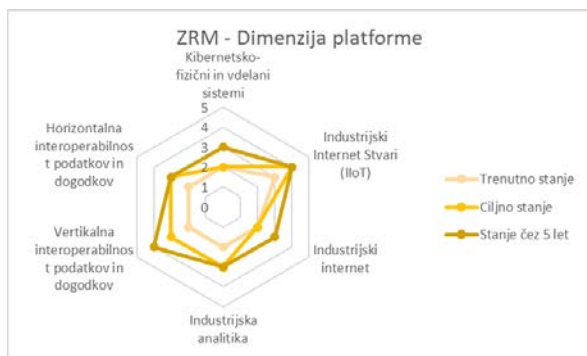 ZRM - Dimenzija platforme
Kibernetsko-
fizični in vdelani
sistemi
5
4
3
2
1
0
Industrijski
Internet Stvari
(IIoT)
Industrijski
internet
Industrijska
analitika
Vertikalna
interoperabilnos
t podatkov in
dogodkov
Horizontalna
interoperabilnos
t podatkov in
dogodkov
Trenutno stanje
Ciljno stanje
Stanje čez 5 let